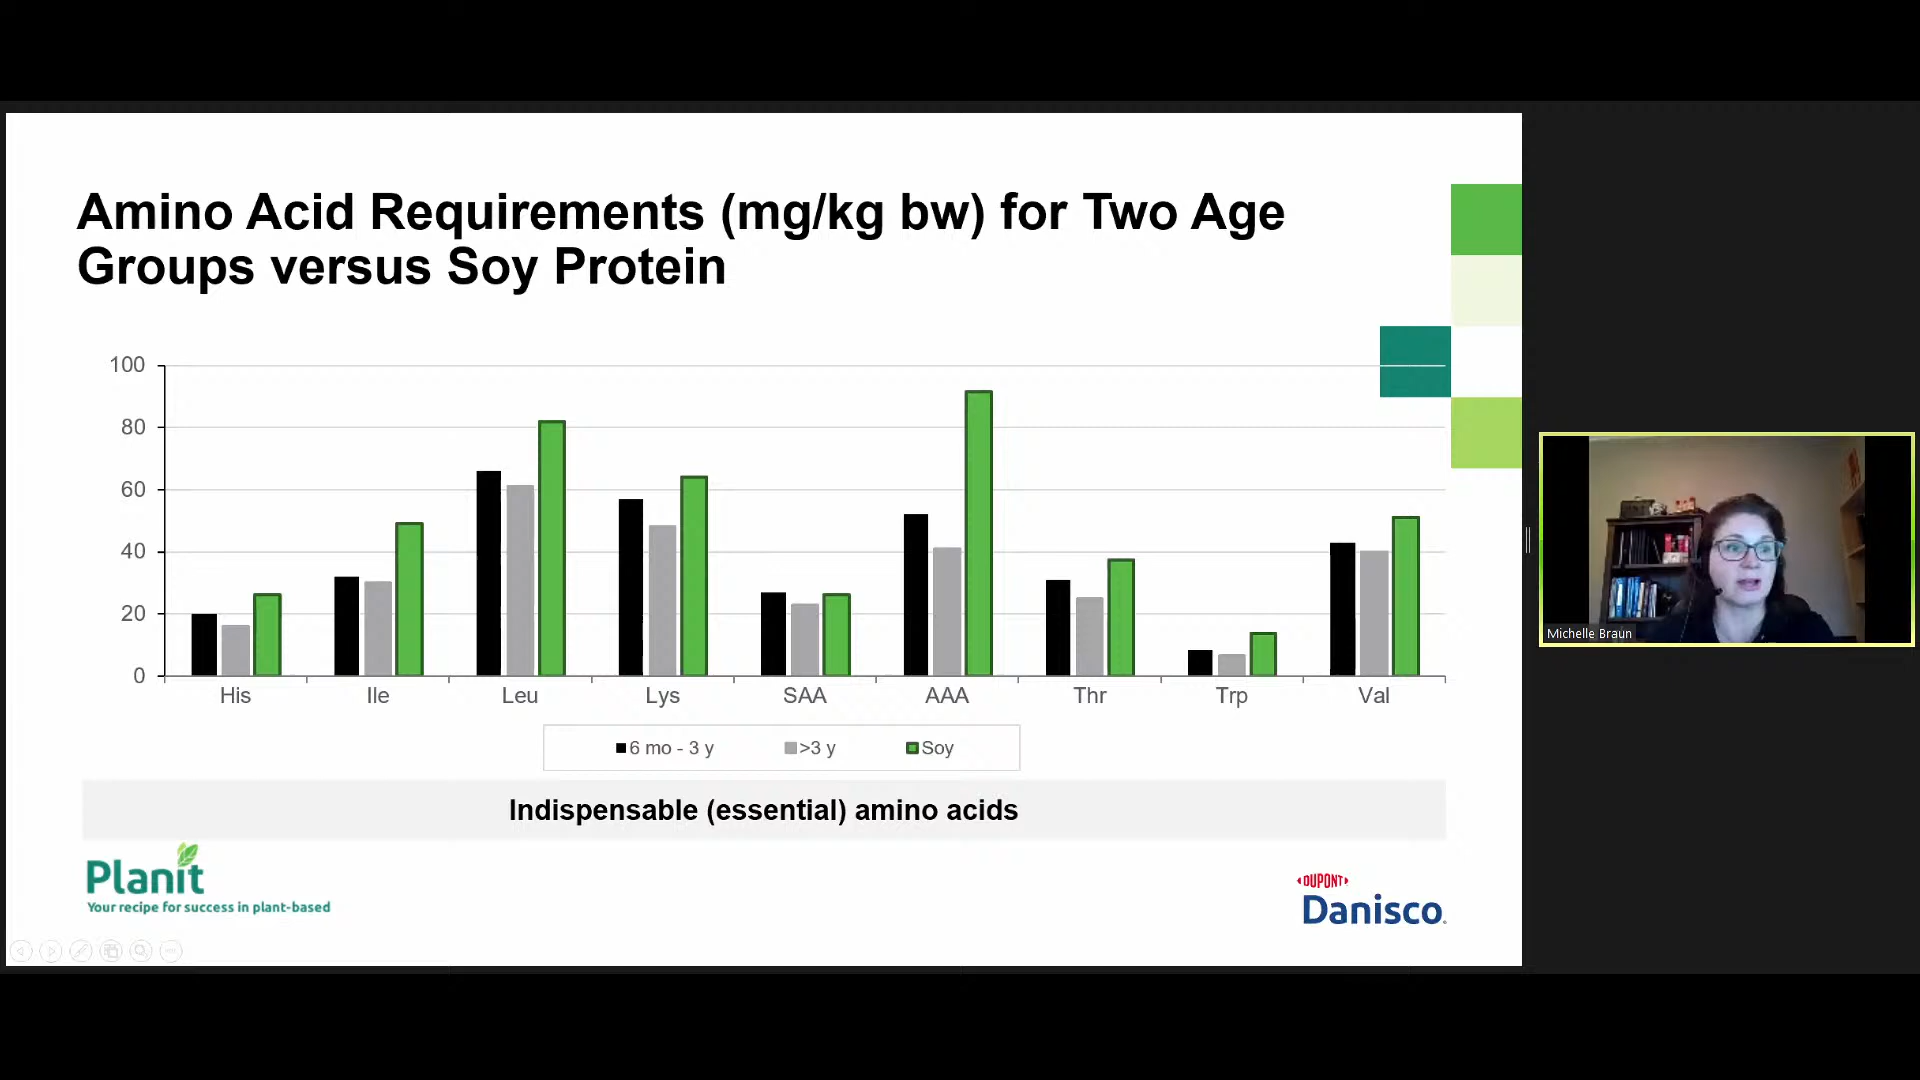 Amino Acid Requirements (mg/kg bw) for Two Age
Groups versus Soy Protein
100
80
60
40
20
0
His Ile Leu Lys SAA AAA Thr Trp Val
6 mo - 3 y >3 y Soy
Indispensable (essential) amino acids
Planit
Your recipe for success in plant-based
DUPONT
Danisco.
Michelle Braun